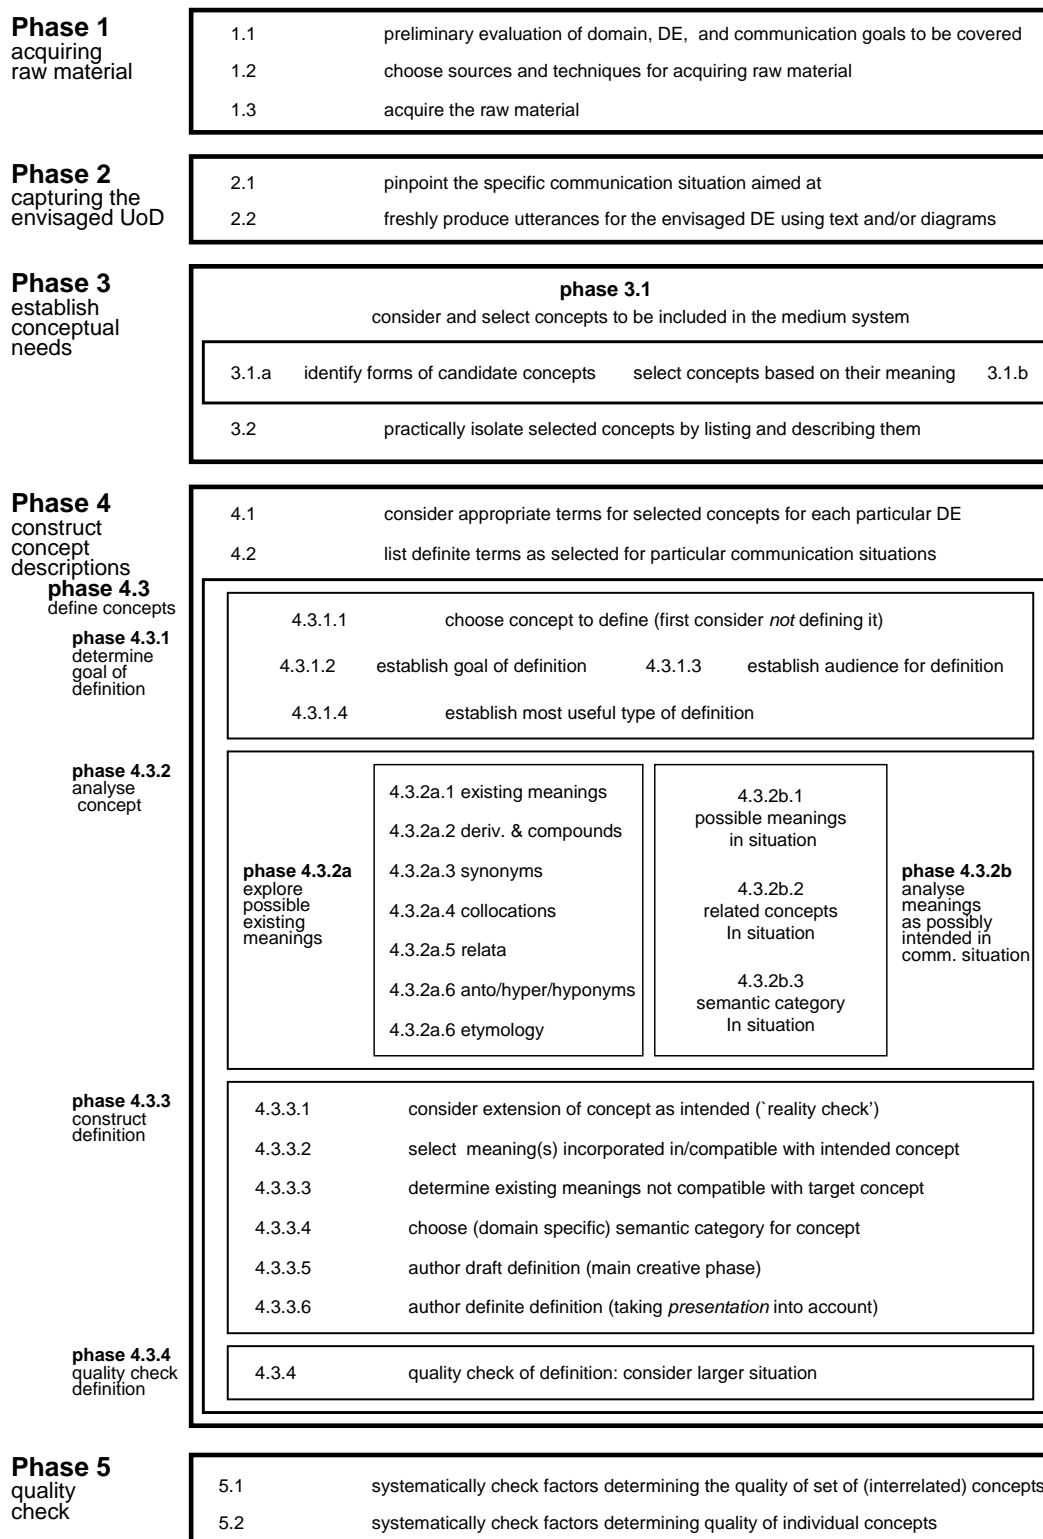 Phase 1
acquiring
raw material
1.1 preliminary evaluation of domain, DE, and communication goals to be covered
1.2 choose sources and techniques for acquiring raw material
1.3 acquire the raw material
Phase 2
capturing the
envisaged UoD
2.1 pinpoint the specific communication situation aimed at
2.2 freshly produce utterances for the envisaged DE using text and/or diagrams
Phase 3
establish
conceptual
needs
phase 3.1
consider and select concepts to be included in the medium system
3.1.a identify forms of candidate concepts select concepts based on their meaning 3.1.b
3.2 practically isolate selected concepts by listing and describing them
Phase 4
construct
concept
descriptions
4.1 consider appropriate terms for selected concepts for each particular DE
4.2 list definite terms as selected for particular communication situations
phase 4.3
define concepts
phase 4.3.1
determine
goal of
definition
4.3.1.1 choose concept to define (first consider not defining it)
4.3.1.2 establish goal of definition 4.3.1.3 establish audience for definition
4.3.1.4 establish most useful type of definition
phase 4.3.2
analyse
concept
phase 4.3.2a
explore
possible
existing
meanings
4.3.2a.1 existing meanings
4.3.2a.2 deriv. & compounds
4.3.2a.3 synonyms
4.3.2a.4 collocations
4.3.2a.5 relata
4.3.2a.6 anto/hyper/hyponyms
4.3.2a.6 etymology
4.3.2b.1
possible meanings
in situation
4.3.2b.2
related concepts
In situation
4.3.2b.3
semantic category
In situation
phase 4.3.2b
analyse
meanings
as possibly
intended in
comm. situation
phase 4.3.3
construct
definition
4.3.3.1 consider extension of concept as intended (`reality check')
4.3.3.2 select meaning(s) incorporated in/compatible with intended concept
4.3.3.3 determine existing meanings not compatible with target concept
4.3.3.4 choose (domain specific) semantic category for concept
4.3.3.5 author draft definition (main creative phase)
4.3.3.6 author definite definition (taking presentation into account)
phase 4.3.4
quality check
definition
4.3.4 quality check of definition: consider larger situation
Phase 5
quality
check
5.1 systematically check factors determining the quality of set of (interrelated) concepts
5.2 systematically check factors determining quality of individual concepts